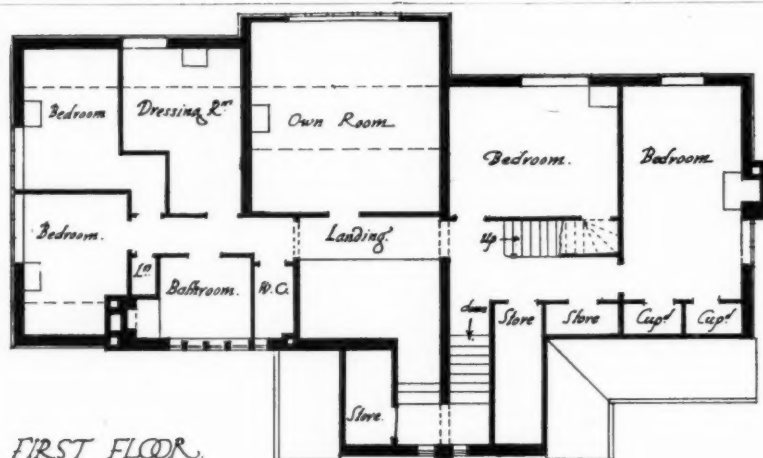 Bedroom
Dressing Rm
Own Room
Bedroom.
Bedroom
Bedroom.
Landing.
Up
Ln
Bathroom.
W.C.
down
Store
Store
Cupd
Cupd
Store.
FIRST FLOOR.